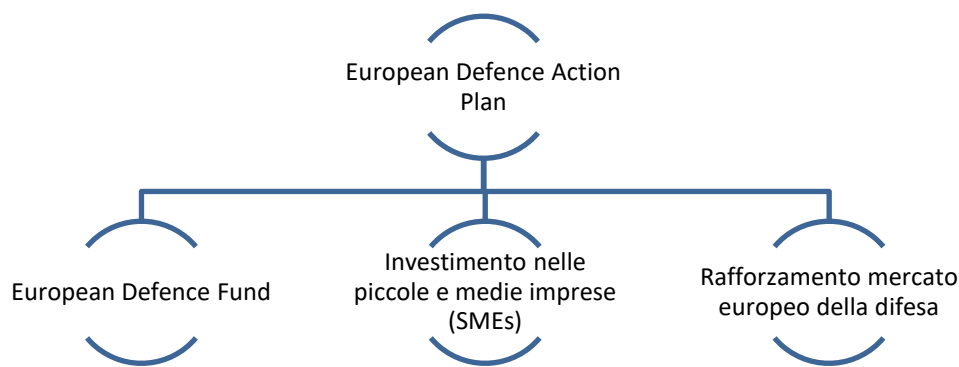 European Defence Action
Plan
European Defence Fund
Investimento nelle
piccole e medie imprese
(SMEs)
Rafforzamento mercato
europeo della difesa